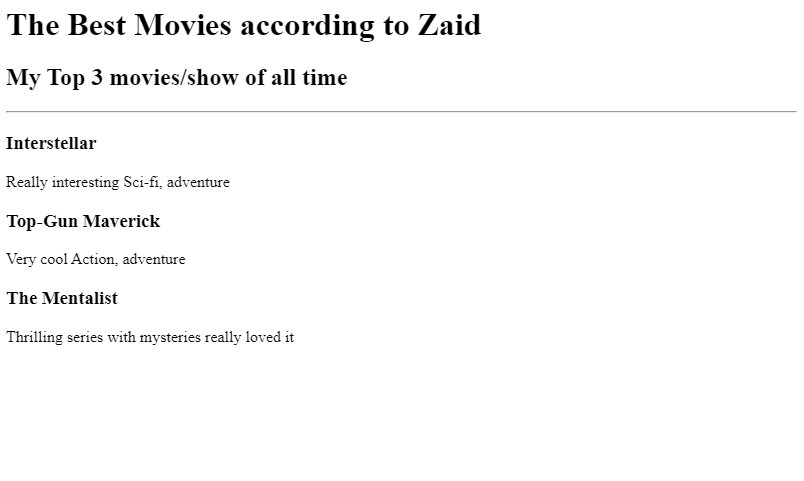 The Best Movies according to Zaid
My Top 3 movies/show of all time
Interstellar
Really interesting Sci-fi, adventure
Top-Gun Maverick
Very cool Action, adventure
The Mentalist
Thrilling series with mysteries really loved it